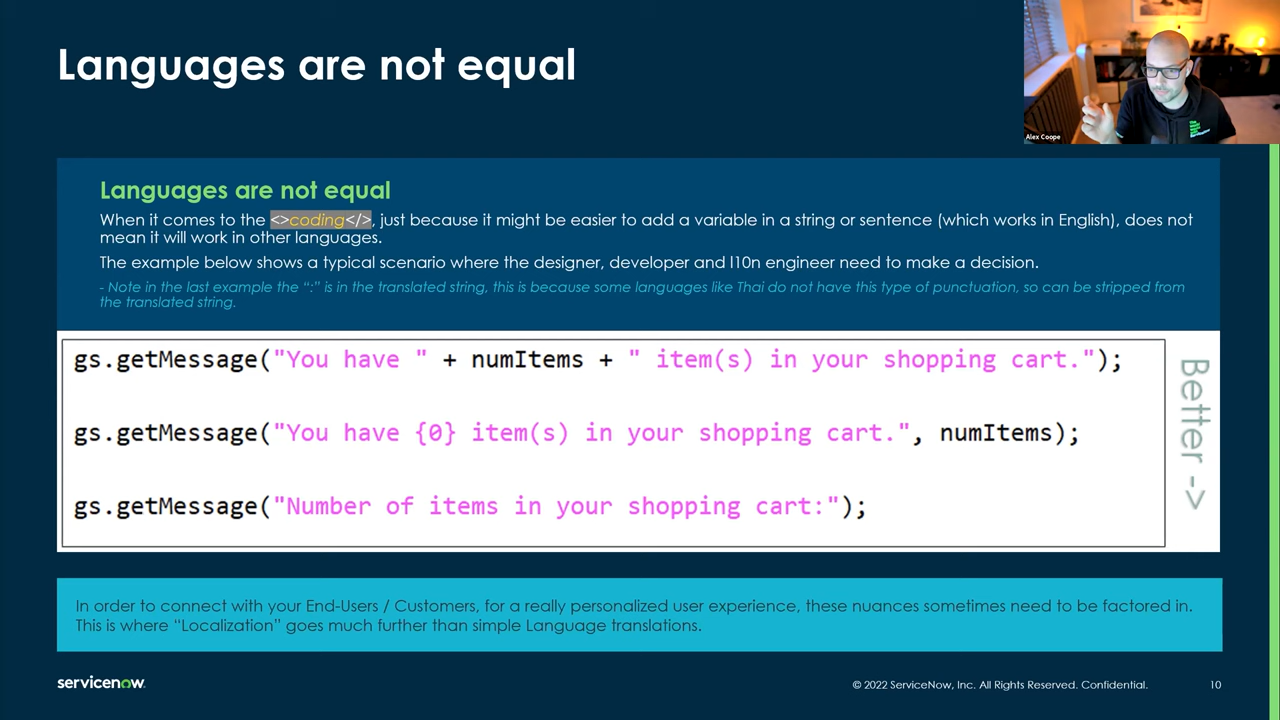 Languages are not equal
Alex Coope
Languages are not equal
When it comes to the <>coding</>, just because it might be easier to add a variable in a string or sentence (which works in English), does not
mean it will work in other languages.
The example below shows a typical scenario where the designer, developer and l10n engineer need to make a decision.
- Note in the last example the “:” is in the translated string, this is because some languages like Thai do not have this type of punctuation, so can be stripped from
the translated string.
gs.getMessage("You have " + numItems + " item(s) in your shopping cart.");
gs.getMessage("You have {0} item(s) in your shopping cart.", numItems);
gs.getMessage("Number of items in your shopping cart:");
Better ->
In order to connect with your End-Users / Customers, for a really personalized user experience, these nuances sometimes need to be factored in.
This is where “Localization” goes much further than simple Language translations.
servicenow.
© 2022 ServiceNow, Inc. All Rights Reserved. Confidential.
10